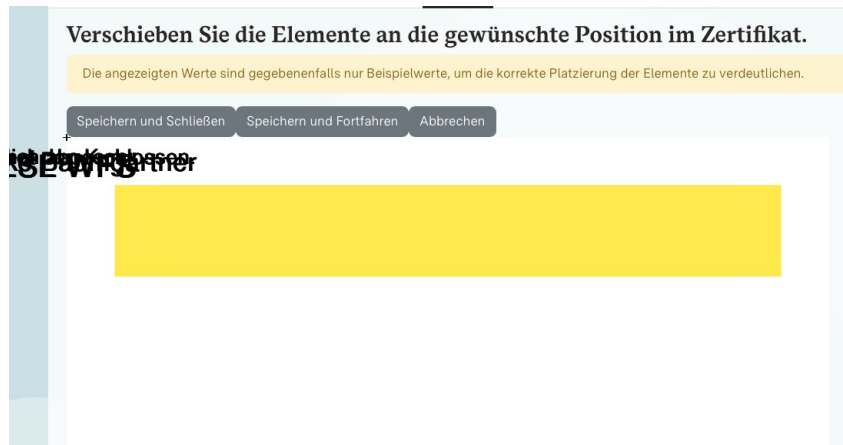 Verschieben Sie die Elemente an die gewünschte Position im Zertifikat.
Die angezeigten Werte sind gegebenenfalls nur Beispielwerte, um die korrekte Platzierung der Elemente zu verdeutlichen.
Speichern und Schließen Speichern und Fortfahren Abbrechen